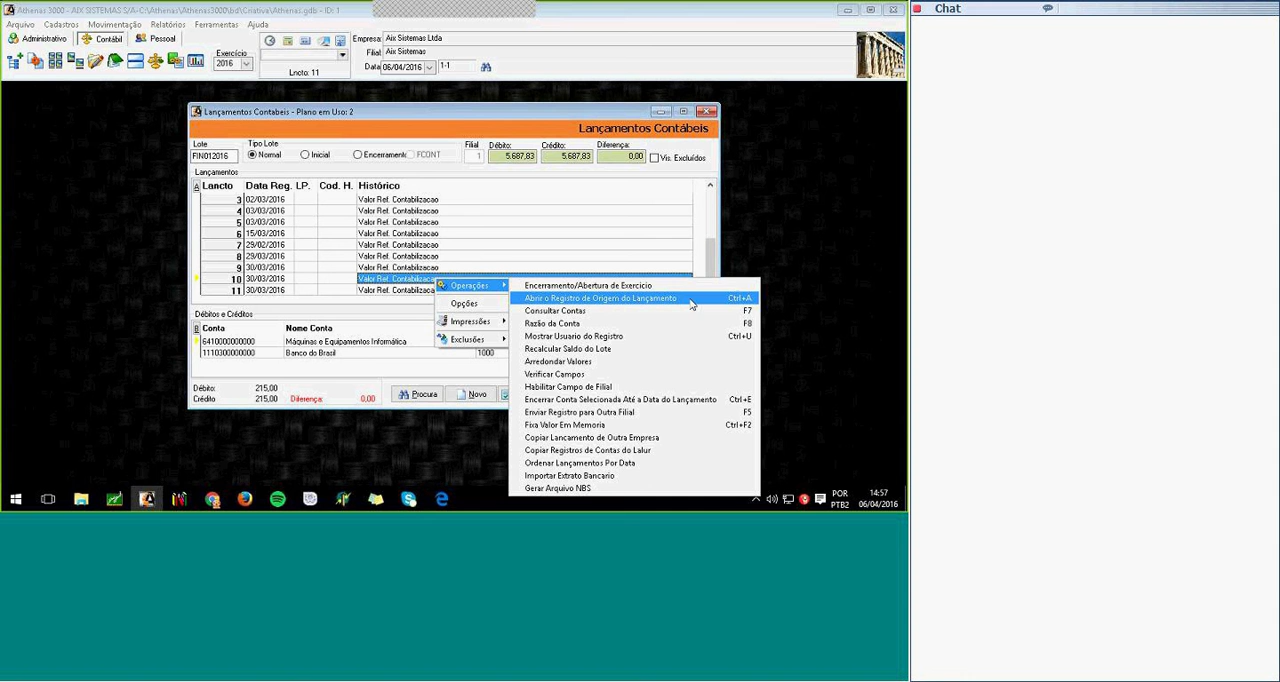 Athenas 3000 - AIX SISTEMAS S/A-C:\Athenas\Athenas3000\bd\Criativa\Athenas.gdb - ID: 1
Chat
Arquivo Cadastros Movimentação Relatórios Ferramentas Ajuda
Administrativo Contábil Pessoal
Exercício
2016
Lncto: 11
Empresa: Aix Sistemas Ltda
Filial: Aix Sistemas
Data: 06/04/2016 1-1
Lançamentos Contabeis - Plano em Uso: 2
Lançamentos Contábeis
Lote Tipo Lote Filial Débito: Crédito: Diferença:
FIN012016 Normal Inicial Encerramento FCONT 1 5.687,83 5.687,83 0,00 Vis. Excluídos
Lançamentos
A Lancto Data Reg. LP. Cod. H. Histórico
3 02/03/2016 Valor Ref. Contabilizacao
4 03/03/2016 Valor Ref. Contabilizacao
5 03/03/2016 Valor Ref. Contabilizacao
6 15/03/2016 Valor Ref. Contabilizacao
7 29/02/2016 Valor Ref. Contabilizacao
8 29/03/2016 Valor Ref. Contabilizacao
9 30/03/2016 Valor Ref. Contabilizacao
10 30/03/2016 Valor Ref. Contabilizaca
11 30/03/2016 Valor Ref. Contabilizaca
Operações
Opções
Impressões
Exclusões
Encerramento/Abertura de Exercicio
Abrir o Registro de Origem do Lançamento Ctrl+A
Consultar Contas F7
Razão da Conta F8
Mostrar Usuario do Registro Ctrl+U
Recalcular Saldo do Lote
Arredondar Valores
Verificar Campos
Habilitar Campo de Filial
Encerrar Conta Selecionada Até a Data do Lançamento Ctrl+E
Enviar Registro para Outra Filial F5
Fixa Valor Em Memoria Ctrl+F2
Copiar Lancamento de Outra Empresa
Copiar Registros de Contas do Lalur
Ordenar Lançamentos Por Data
Importar Extrato Bancario
Gerar Arquivo NBS
Débitos e Créditos
B Conta Nome Conta
6410300000000 Máquinas e Equipamentos Informática
1110300000000 Banco do Brasil 1000
Débito: 215,00
Crédito 215,00 Diferença: 0,00
Procura Novo
POR 14:57
PTB2 06/04/2016